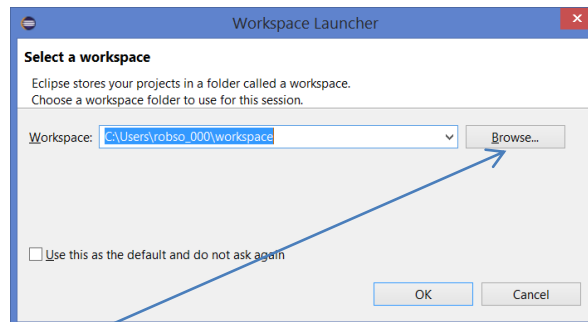 Workspace Launcher
Select a workspace
Eclipse stores your projects in a folder called a workspace.
Choose a workspace folder to use for this session.
Workspace: C:\Users\robso_000\workspace Browse...
Use this as the default and do not ask again
OK Cancel